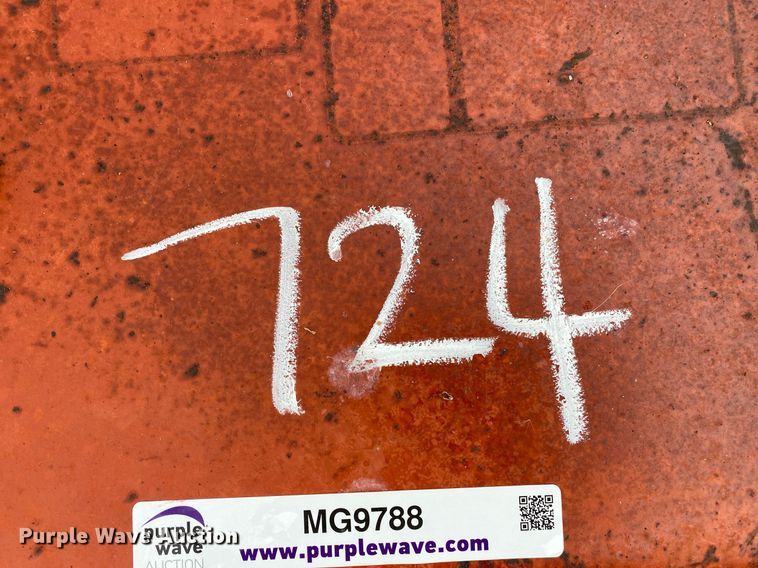 724
purple
wave
AUCTION
MG9788
www.purplewave.com
Purple Wave Auction